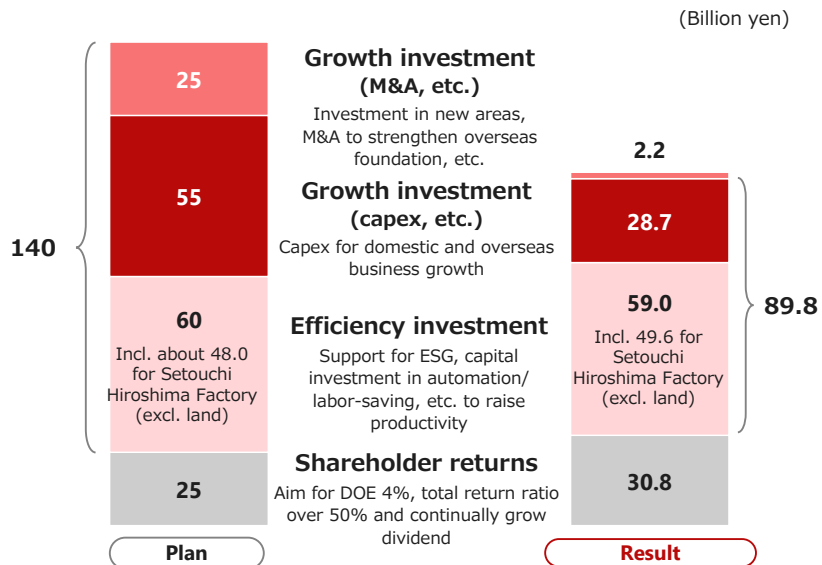 (Billion yen)
140
25
55
60
Incl. about 48.0
for Setouchi
Hiroshima Factory
(excl. land)
25
Plan
Growth investment
(M&A, etc.)
Investment in new areas,
M&A to strengthen overseas
foundation, etc.
Growth investment
(capex, etc.)
Capex for domestic and overseas
business growth
Efficiency investment
Support for ESG, capital
investment in automation/
labor-saving, etc. to raise
productivity
Shareholder returns
Aim for DOE 4%, total return ratio
over 50% and continually grow
dividend
2.2
28.7
59.0
Incl. 49.6 for
Setouchi
Hiroshima Factory
(excl. land)
30.8
89.8
Result